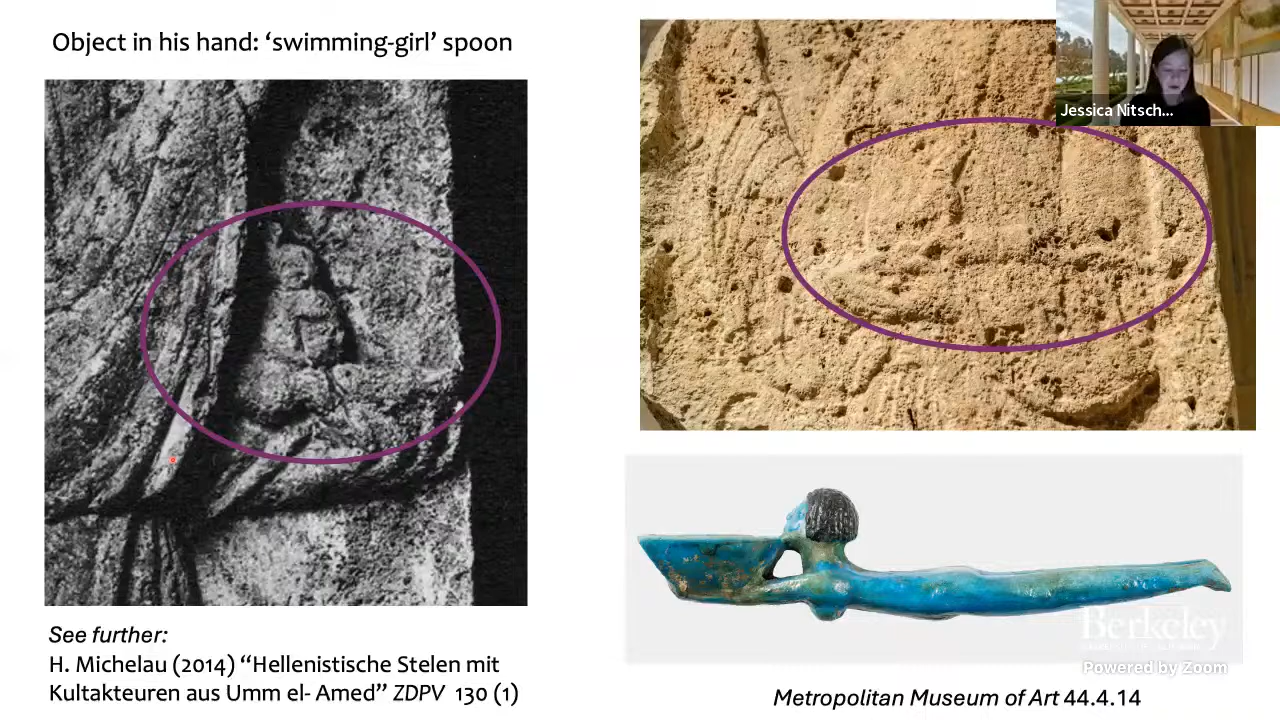 Object in his hand: ‘swimming-girl’ spoon
Jessica Nitsch...
See further:
H. Michelau (2014) “Hellenistische Stelen mit
Kultakteuren aus Umm el- Amed” ZDPV 130 (1)
Berkeley
Powered by Zoom
Metropolitan Museum of Art 44.4.14